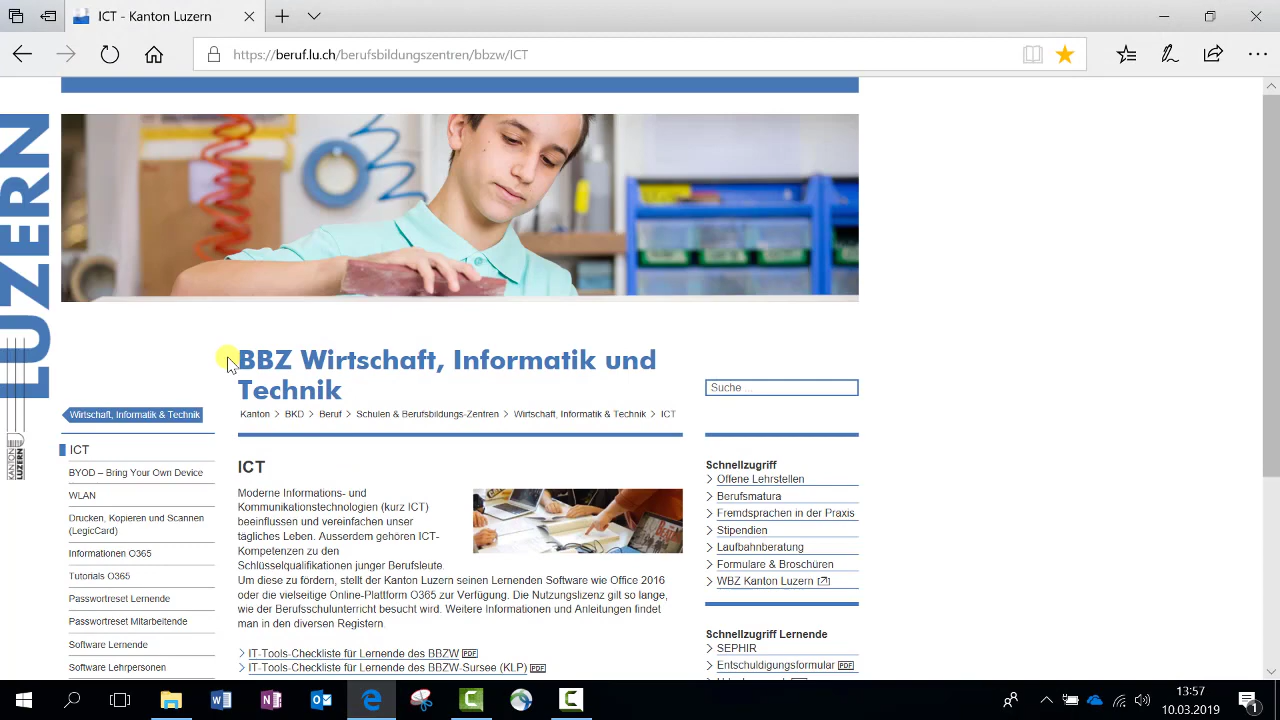 ICT - Kanton Luzern
https://beruf.lu.ch/berufsbildungszentren/bbzw/ICT
LUZERN
KANTON
LUZERN
BBZ Wirtschaft, Informatik und
Technik
Suche ...
Kanton > BKD > Beruf > Schulen & Berufsbildungs-Zentren > Wirtschaft, Informatik & Technik > ICT
Wirtschaft, Informatik & Technik
ICT
BYOD – Bring Your Own Device
WLAN
Drucken, Kopieren und Scannen
(LegicCard)
Informationen O365
Tutorials O365
Passwortreset Lernende
Passwortreset Mitarbeitende
Software Lernende
Software Lehrpersonen
ICT
Moderne Informations- und
Kommunikationstechnologien (kurz ICT)
beeinflussen und vereinfachen unser
tägliches Leben. Ausserdem gehören ICT-
Kompetenzen zu den
Schlüsselqualifikationen junger Berufsleute.
Um diese zu fördern, stellt der Kanton Luzern seinen Lernenden Software wie Office 2016
oder die vielseitige Online-Plattform O365 zur Verfügung. Die Nutzungslizenz gilt so lange,
wie der Berufsschulunterricht besucht wird. Weitere Informationen und Anleitungen findet
man in den diversen Registern.
> IT-Tools-Checkliste für Lernende des BBZW PDF
> IT-Tools-Checkliste für Lernende des BBZW-Sursee (KLP) PDF
Schnellzugriff
> Offene Lehrstellen
> Berufsmatura
> Fremdsprachen in der Praxis
> Stipendien
> Laufbahnberatung
> Formulare & Broschüren
> WBZ Kanton Luzern
Schnellzugriff Lernende
> SEPHIR
> Entschuldigungsformular PDF
13:57
10.03.2019
1